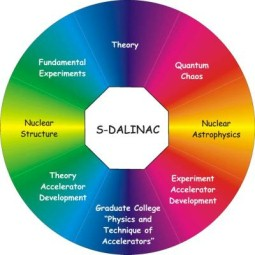 Theory
Quantum
Chaos
Nuclear
Astrophysics
Experiment
Accelerator
Development
Graduate College
"Physics and
Technique of
Accelerators"
Theory
Accelerator
Development
Nuclear
Structure
Fundamental
Experiments
S-DALINAC